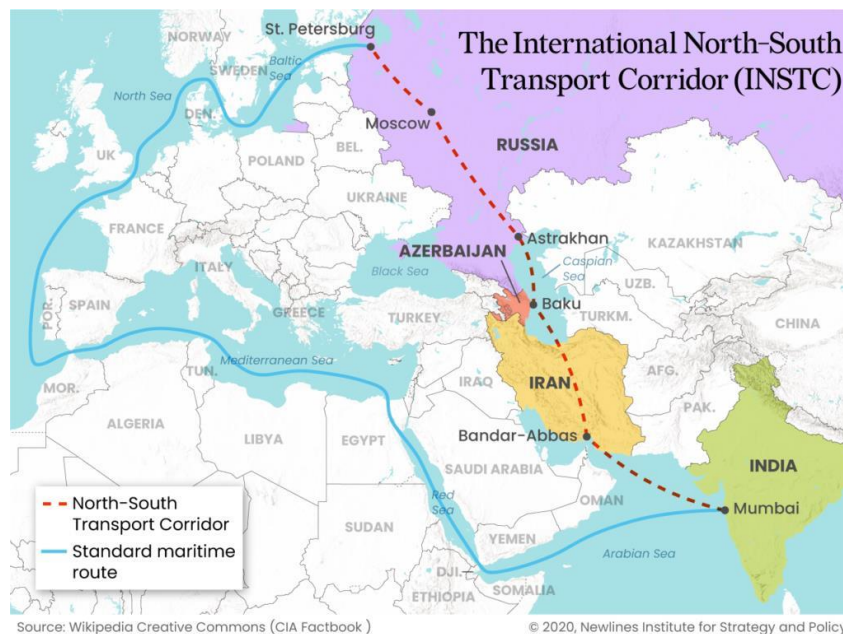 The International North-South
Transport Corridor (INSTC)
St. Petersburg
NORWAY
SWEDEN
Baltic
Sea
North Sea
DEN.
Moscow
RUSSIA
UK
BEL.
POLAND
UKRAINE
FRANCE
Astrakhan
KAZAKHSTAN
AZERBAIJAN
ITALY
Black Sea
Caspian
Sea
UZB.
POR.
SPAIN
Baku
GREECE
TURKEY
TURKM.
CHINA
Mediterranean Sea
TUN.
MOR.
IRAQ
IRAN
AFG.
PAK.
ALGERIA
LIBYA
EGYPT
Bandar-Abbas
SAUDI ARABIA
INDIA
Red
Sea
OMAN
Mumbai
North-South
Transport Corridor
Standard maritime
route
SUDAN
YEMEN
Arabian Sea
DJI.
ETHIOPIA
SOMALIA
Source: Wikipedia Creative Commons (CIA Factbook )
© 2020, Newlines Institute for Strategy and Policy